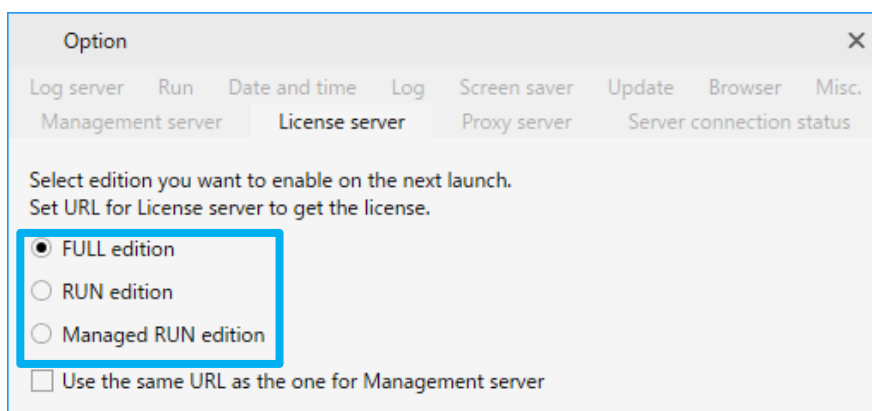 Option
Log server Run Date and time Log Screen saver Update Browser Misc.
Management server License server Proxy server Server connection status
Select edition you want to enable on the next launch.
Set URL for License server to get the license.
FULL edition
RUN edition
Managed RUN edition
Use the same URL as the one for Management server